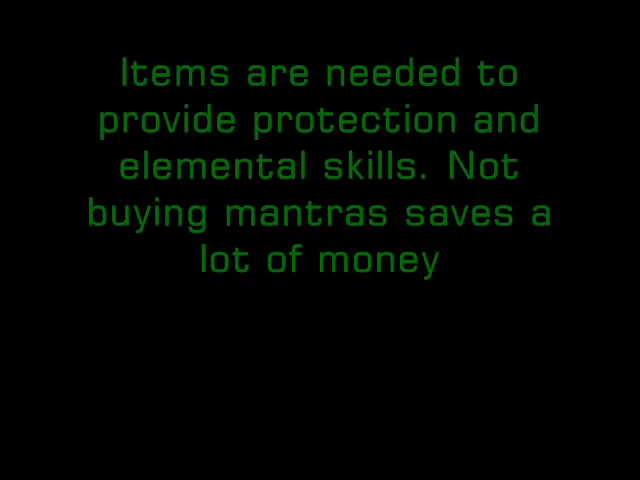 Items are needed to
provide protection and
elemental skills. Not
buying mantras saves a
lot of money